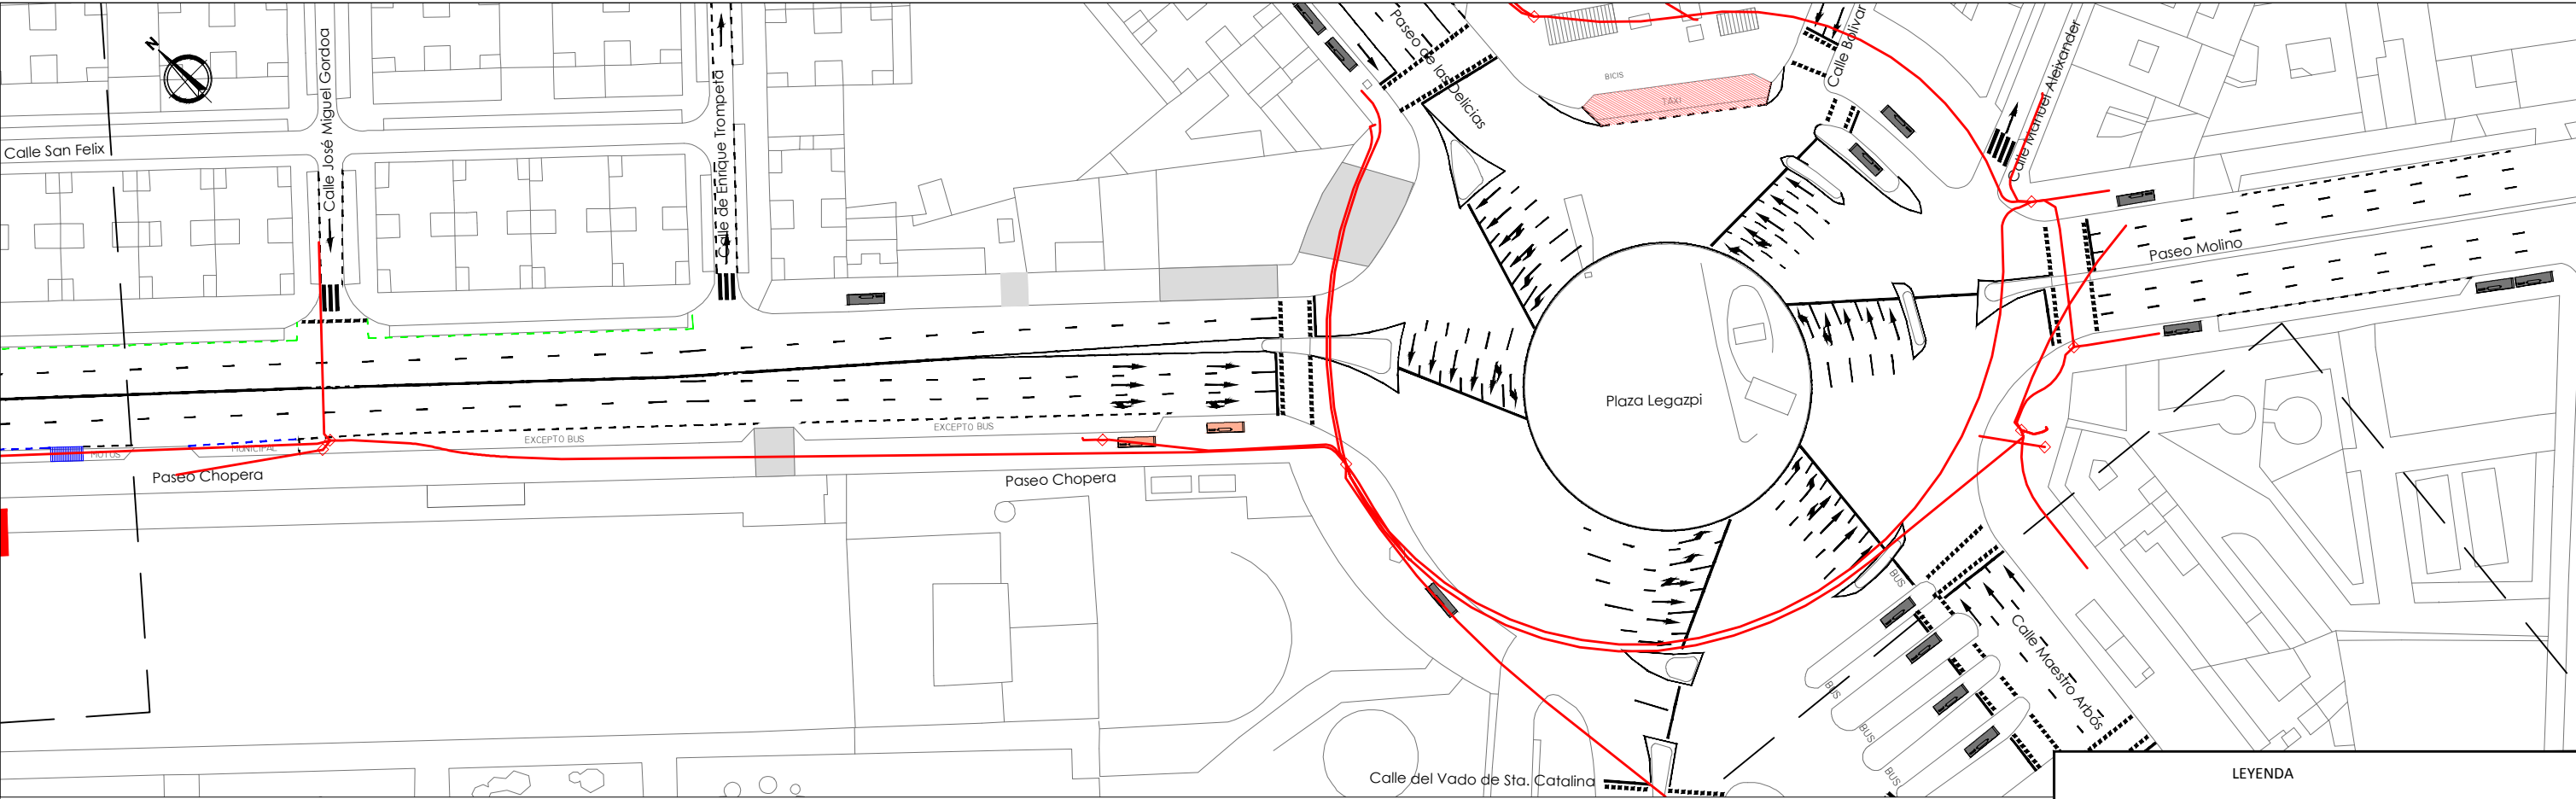 N
Calle San Felix
Calle José Miguel Gordoa
Calle de Enrique Trompeta
Paseo de las Delicias
BICIS
TAXI
Calle Bolívar
Calle Manuel Aleixander
Paseo Molino
Plaza Legazpi
MOTOS
MUNICIPAL
EXCEPTO BUS
EXCEPTO BUS
Paseo Chopera
Paseo Chopera
BUS
BUS
BUS
BUS
Calle Maestro Arbós
Calle del Vado de Sta. Catalina
LEYENDA